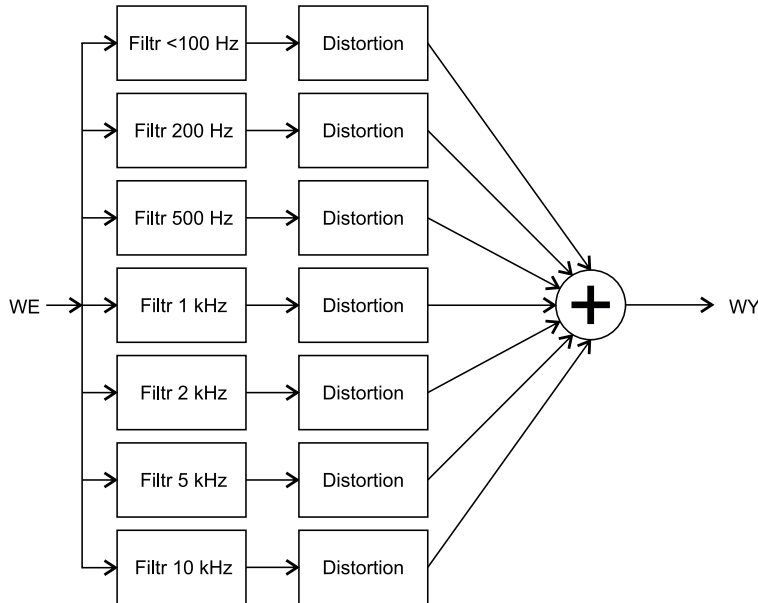 Filtr <100 Hz
Distortion
Filtr 200 Hz
Distortion
Filtr 500 Hz
Distortion
WE
Filtr 1 kHz
Distortion
+
WY
Filtr 2 kHz
Distortion
Filtr 5 kHz
Distortion
Filtr 10 kHz
Distortion